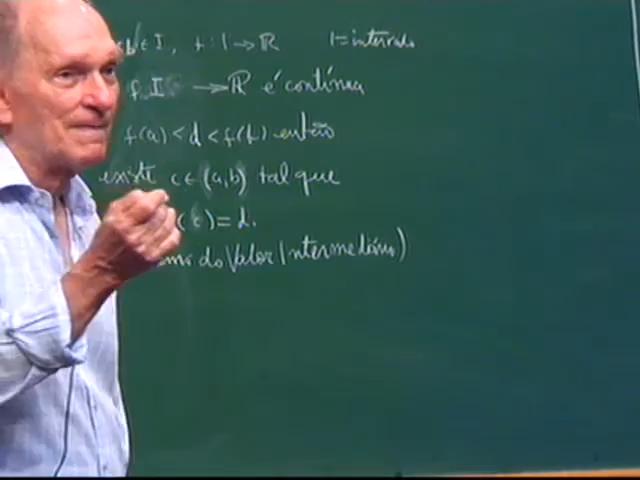 b ∈ I, f : I → ℝ I = intervalo
f: I → ℝ é contínua
f(a) < d < f(b) então
existe c ∈ (a,b) tal que
(c) = d.
do Valor Intermediário)